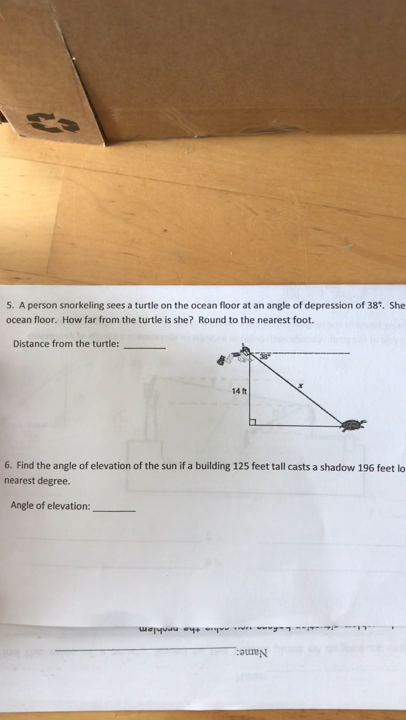 5. A person snorkeling sees a turtle on the ocean floor at an angle of depression of 38°. She
ocean floor. How far from the turtle is she? Round to the nearest foot.
Distance from the turtle: ________
38°
x
14 ft
6. Find the angle of elevation of the sun if a building 125 feet tall casts a shadow 196 feet lo
nearest degree.
Angle of elevation: ________
the problem
Name: ________